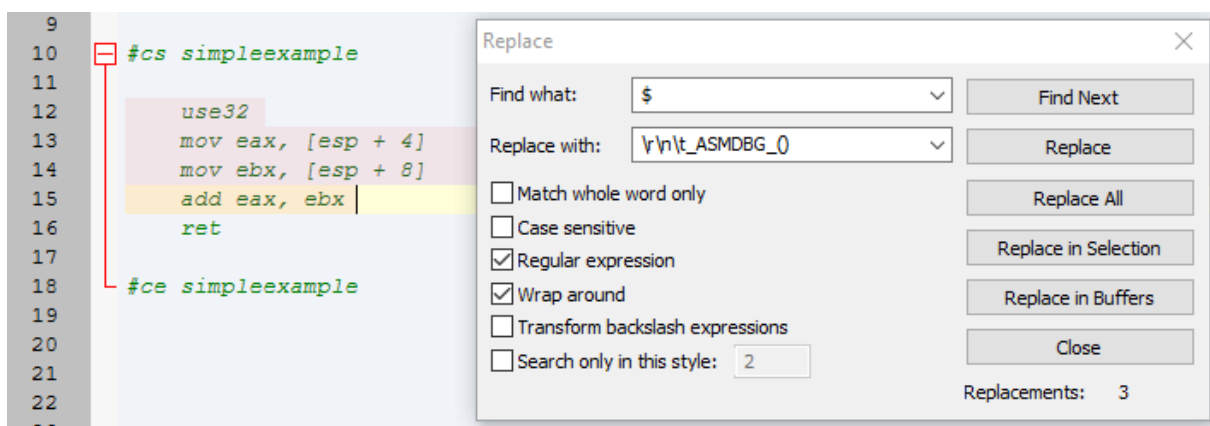 9
10 #cs simpleexample
11
12 use32
13 mov eax, [esp + 4]
14 mov ebx, [esp + 8]
15 add eax, ebx
16 ret
17
18 #ce simpleexample
19
20
21
22
Replace
Find what: $ Find Next
Replace with: \r\n\t_ASMDBG_() Replace
Match whole word only Replace All
Case sensitive
Regular expression Replace in Selection
Wrap around Replace in Buffers
Transform backslash expressions
Search only in this style: 2 Close
Replacements: 3